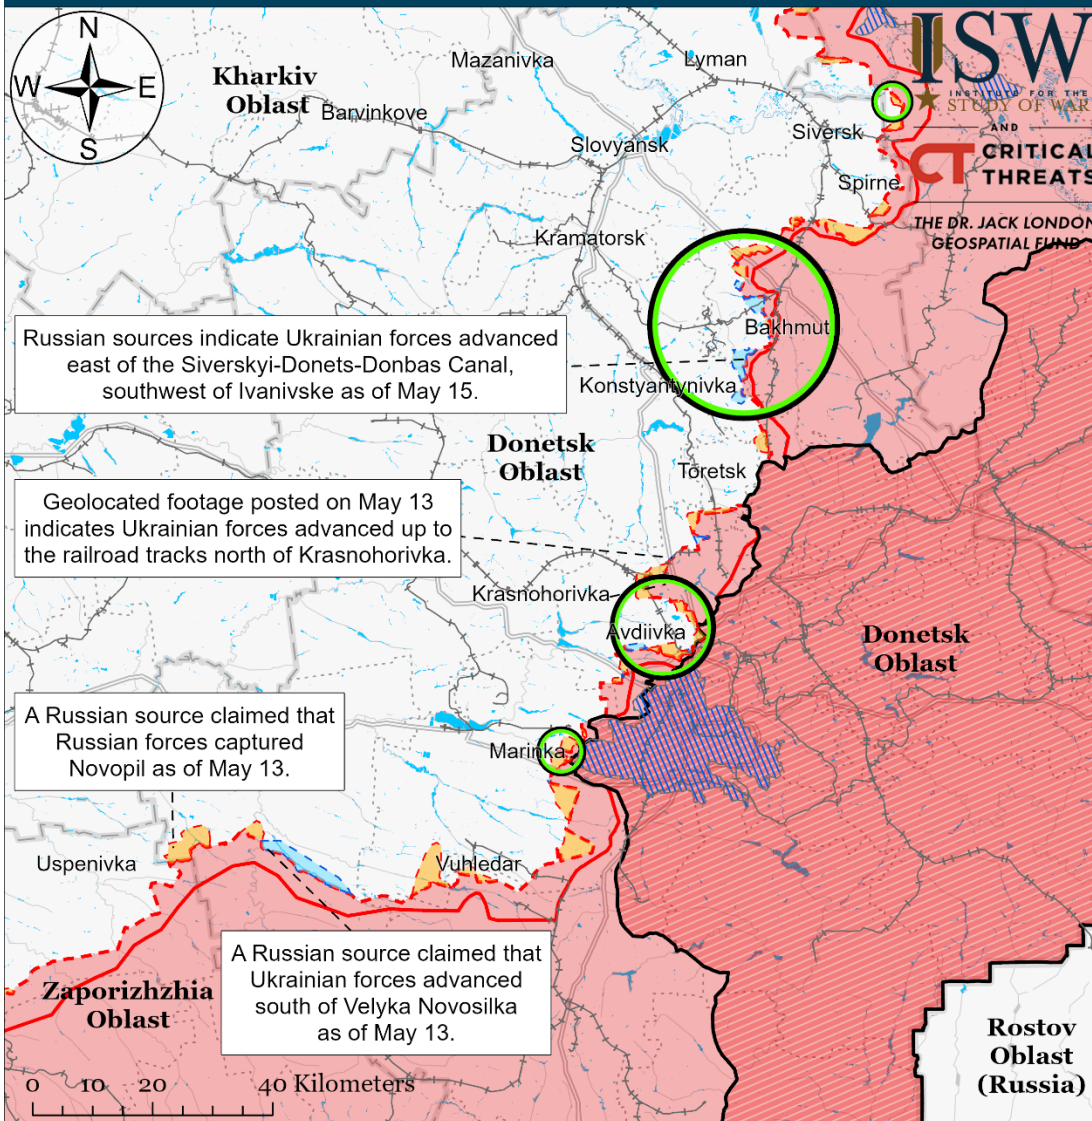 N
W
E
S
Kharkiv
Oblast
Mazanivka
Lyman
Barvinkove
Slovyansk
Siversk
Spirne
Kramatorsk
ISW
INSTITUTE FOR THE
STUDY OF WAR
AND
CT CRITICAL
THREATS
THE DR. JACK LONDON
GEOSPATIAL FUND
Russian sources indicate Ukrainian forces advanced
east of the Siverskyi-Donets-Donbas Canal,
southwest of Ivanivske as of May 15.
Bakhmut
Konstyantynivka
Donetsk
Oblast
Toretsk
Geolocated footage posted on May 13
indicates Ukrainian forces advanced up to
the railroad tracks north of Krasnohorivka.
Krasnohorivka
Avdiivka
Donetsk
Oblast
A Russian source claimed that
Russian forces captured
Novopil as of May 13.
Marinka
Uspenivka
Vuhledar
A Russian source claimed that
Ukrainian forces advanced
south of Velyka Novosilka
as of May 13.
Zaporizhzhia
Oblast
Rostov
Oblast
(Russia)
0 10 20 40 Kilometers